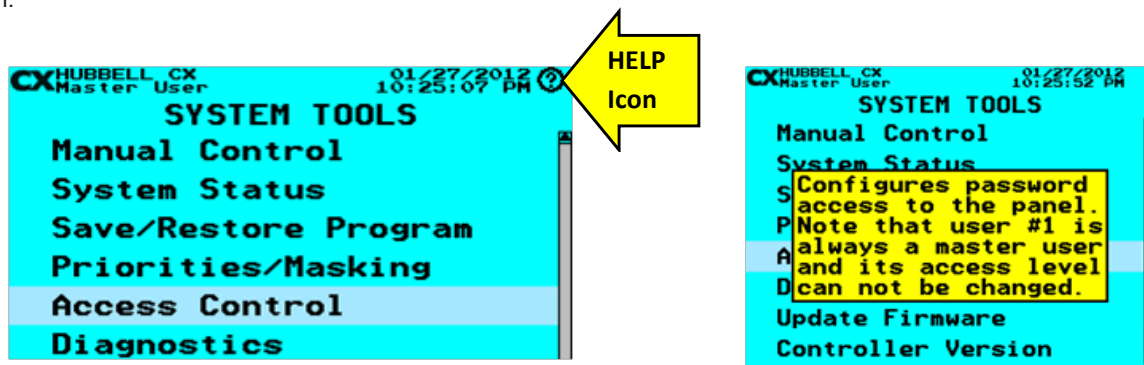 HELP
Icon
CX HUBBELL CX 01/27/2012
Master User 10:25:07 PM ?
SYSTEM TOOLS
Manual Control
System Status
Save/Restore Program
Priorities/Masking
Access Control
Diagnostics
CX HUBBELL CX 01/27/2012
Master User 10:25:52 PM
SYSTEM TOOLS
Manual Control
System Status
S
P
A
D
Configures password
access to the panel.
Note that user #1 is
always a master user
and its access level
can not be changed.
Update Firmware
Controller Version